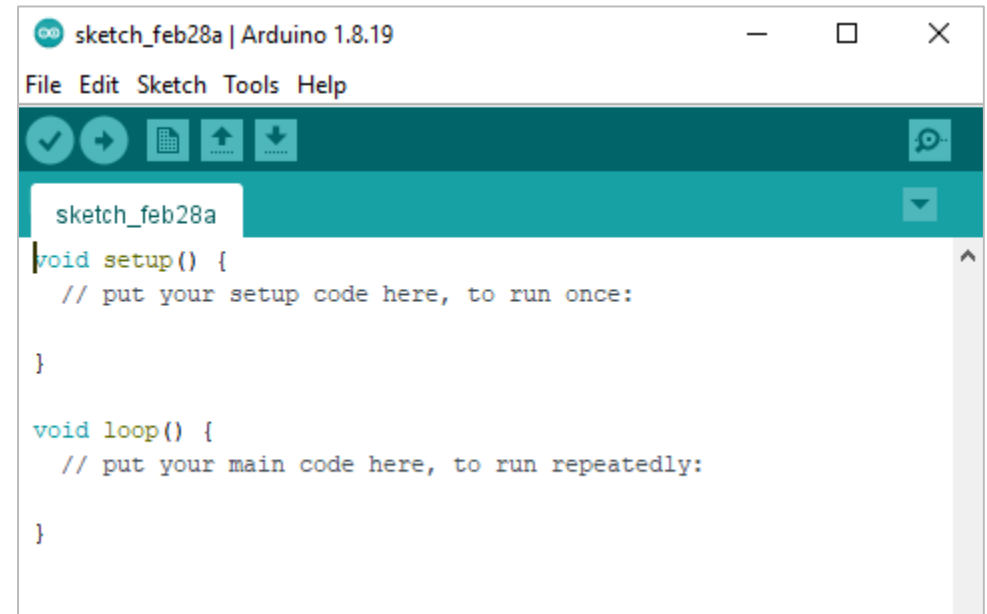 sketch_feb28a | Arduino 1.8.19
File Edit Sketch Tools Help
sketch_feb28a
void setup() {
  // put your setup code here, to run once:
}
void loop() {
  // put your main code here, to run repeatedly:
}